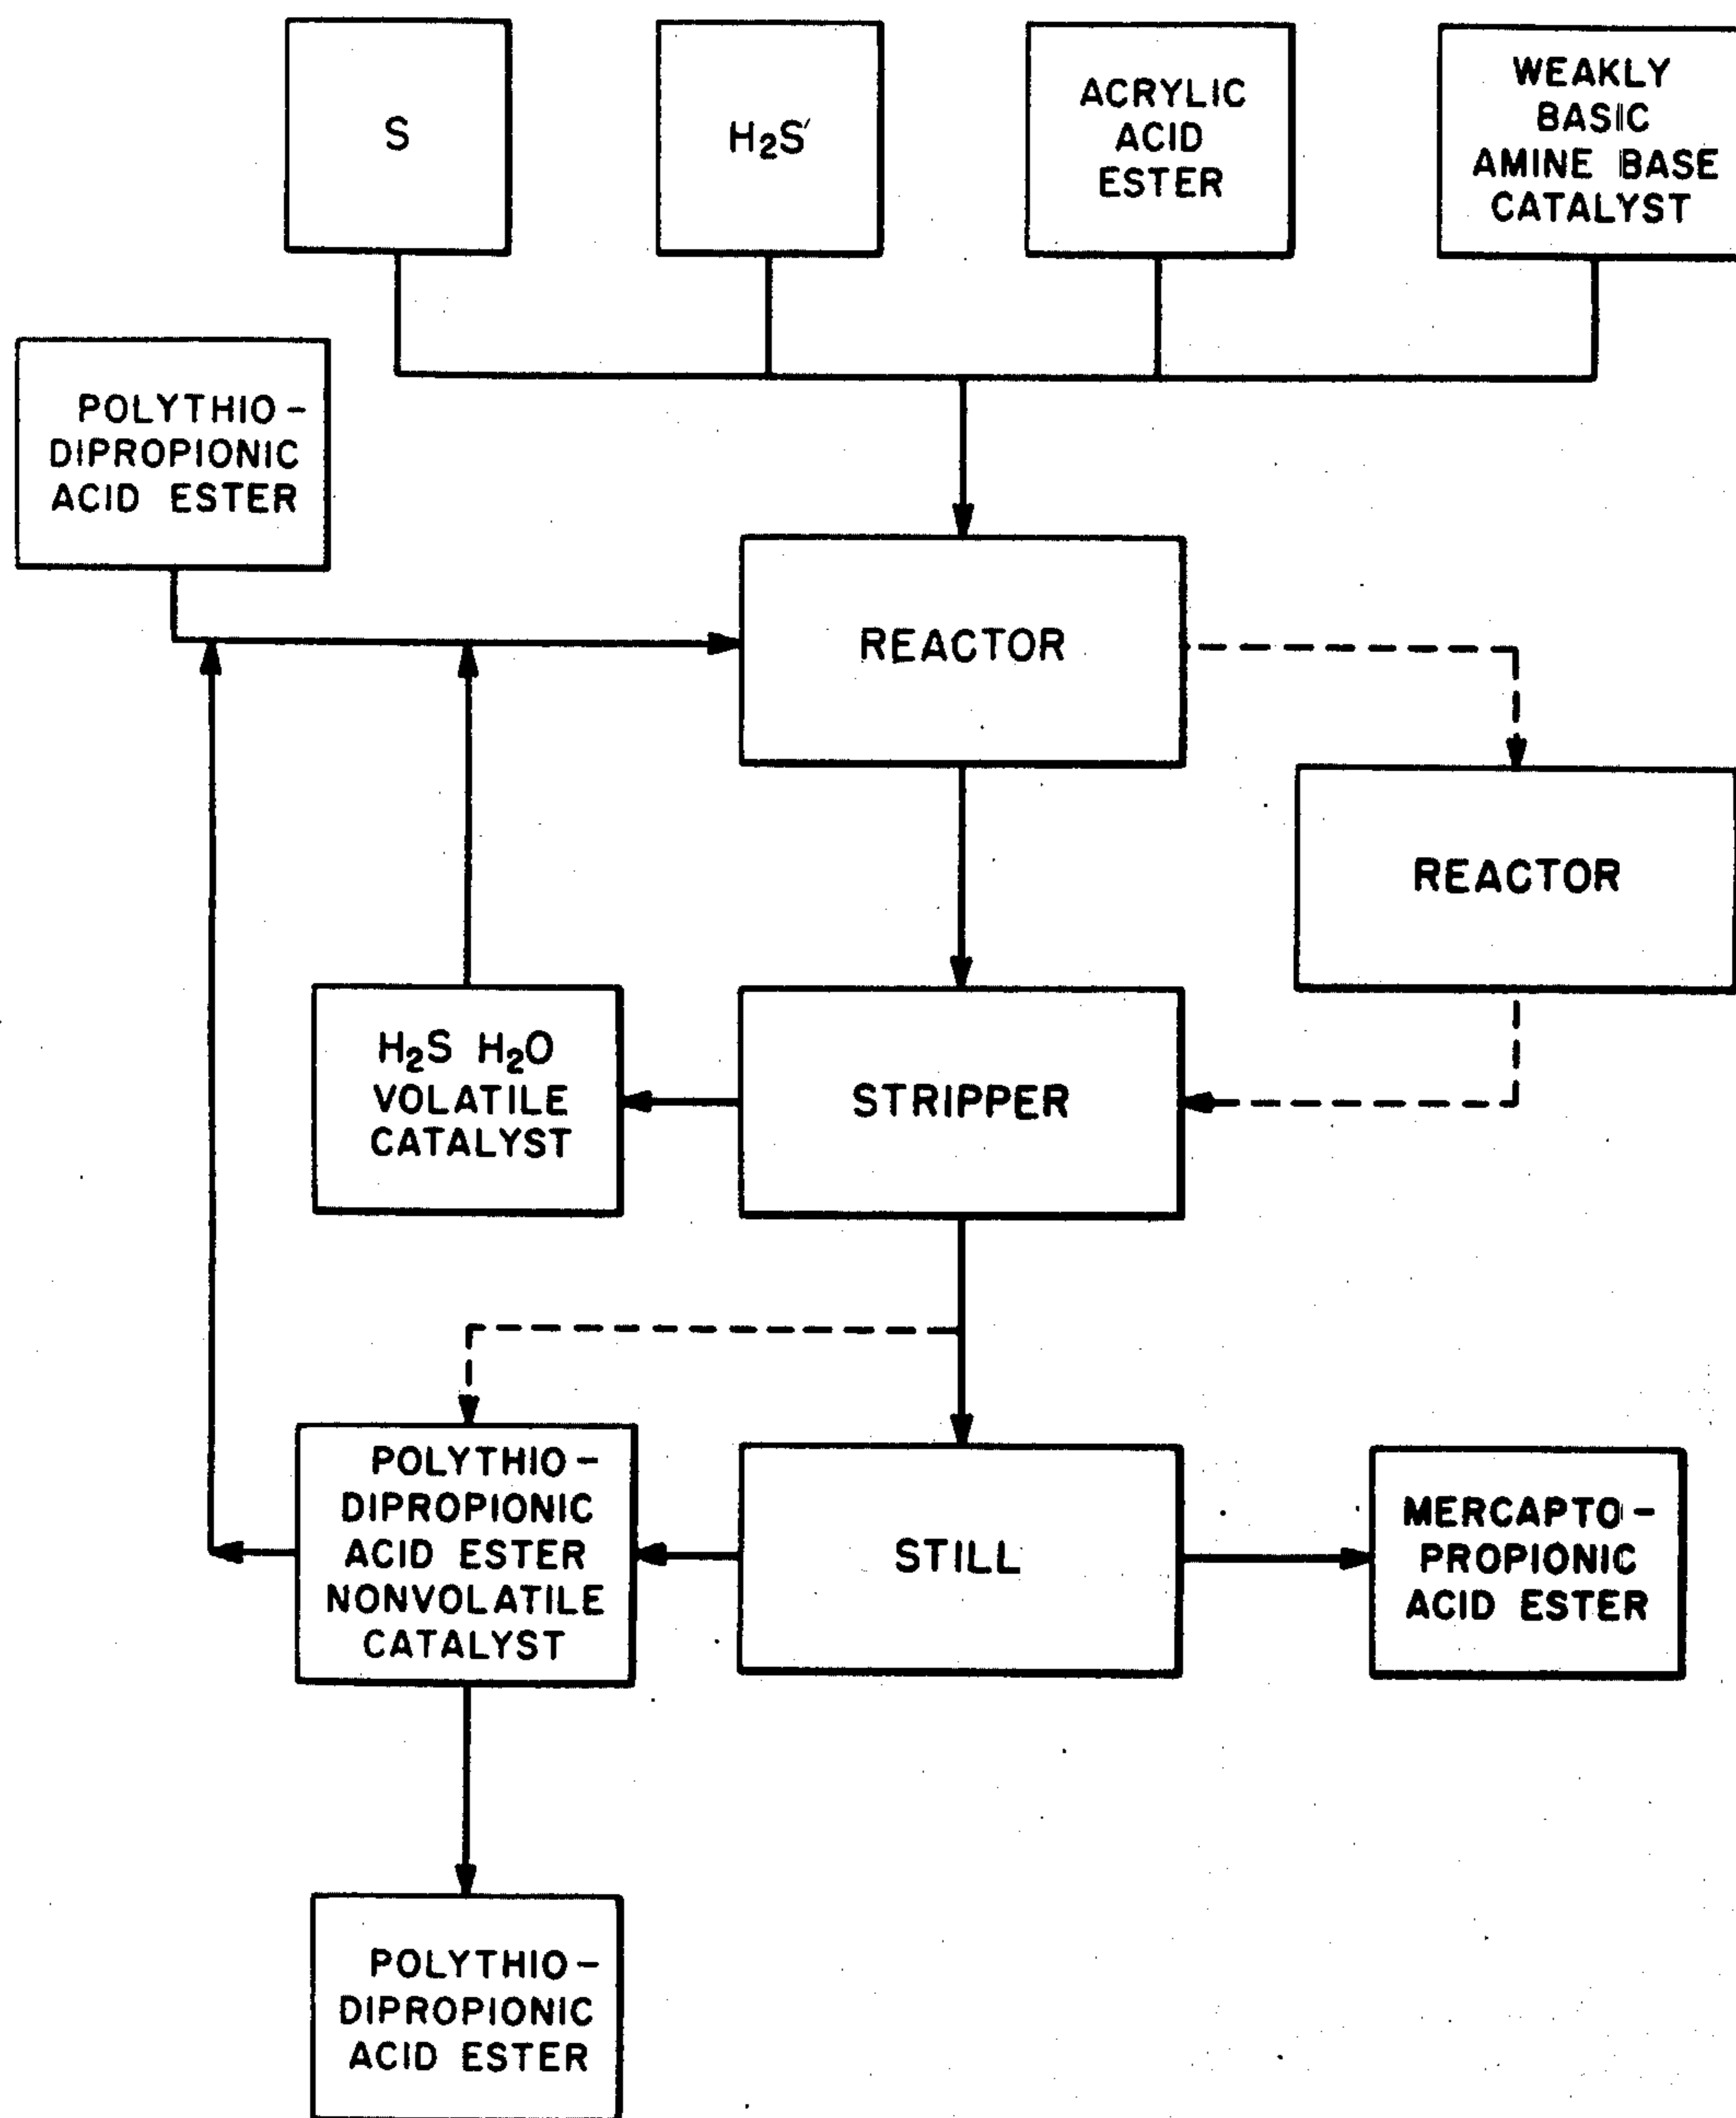 S
H₂S
ACRYLIC
ACID
ESTER
WEAKLY
BASIC
AMINE BASE
CATALYST
POLYTHIO-
DIPROPIONIC
ACID ESTER
REACTOR
REACTOR
H₂S H₂O
VOLATILE
CATALYST
STRIPPER
POLYTHIO-
DIPROPIONIC
ACID ESTER
NONVOLATILE
CATALYST
STILL
MERCAPTO-
PROPIONIC
ACID ESTER
POLYTHIO-
DIPROPIONIC
ACID ESTER